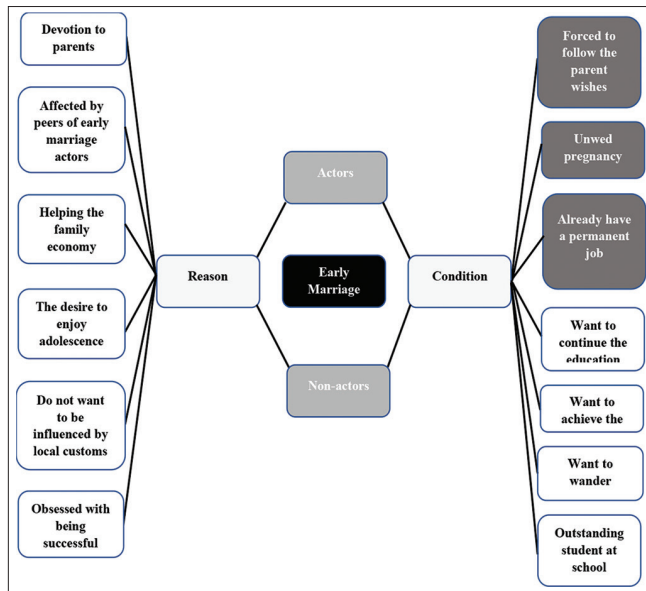 Devotion to
parents
Affected by
peers of early
marriage
actors
Helping the
family
economy
The desire to
enjoy
adolescence
Do not want
to be
influenced by
local customs
Obsessed with
being
successful
Reason
Actors
Early
Marriage
Non-actors
Condition
Forced to
follow the
parent
wishes
Unwed
pregnancy
Already have
a permanent
job
Want to
continue the
education
Want to
achieve the
Want to
wander
Outstanding
student at
school